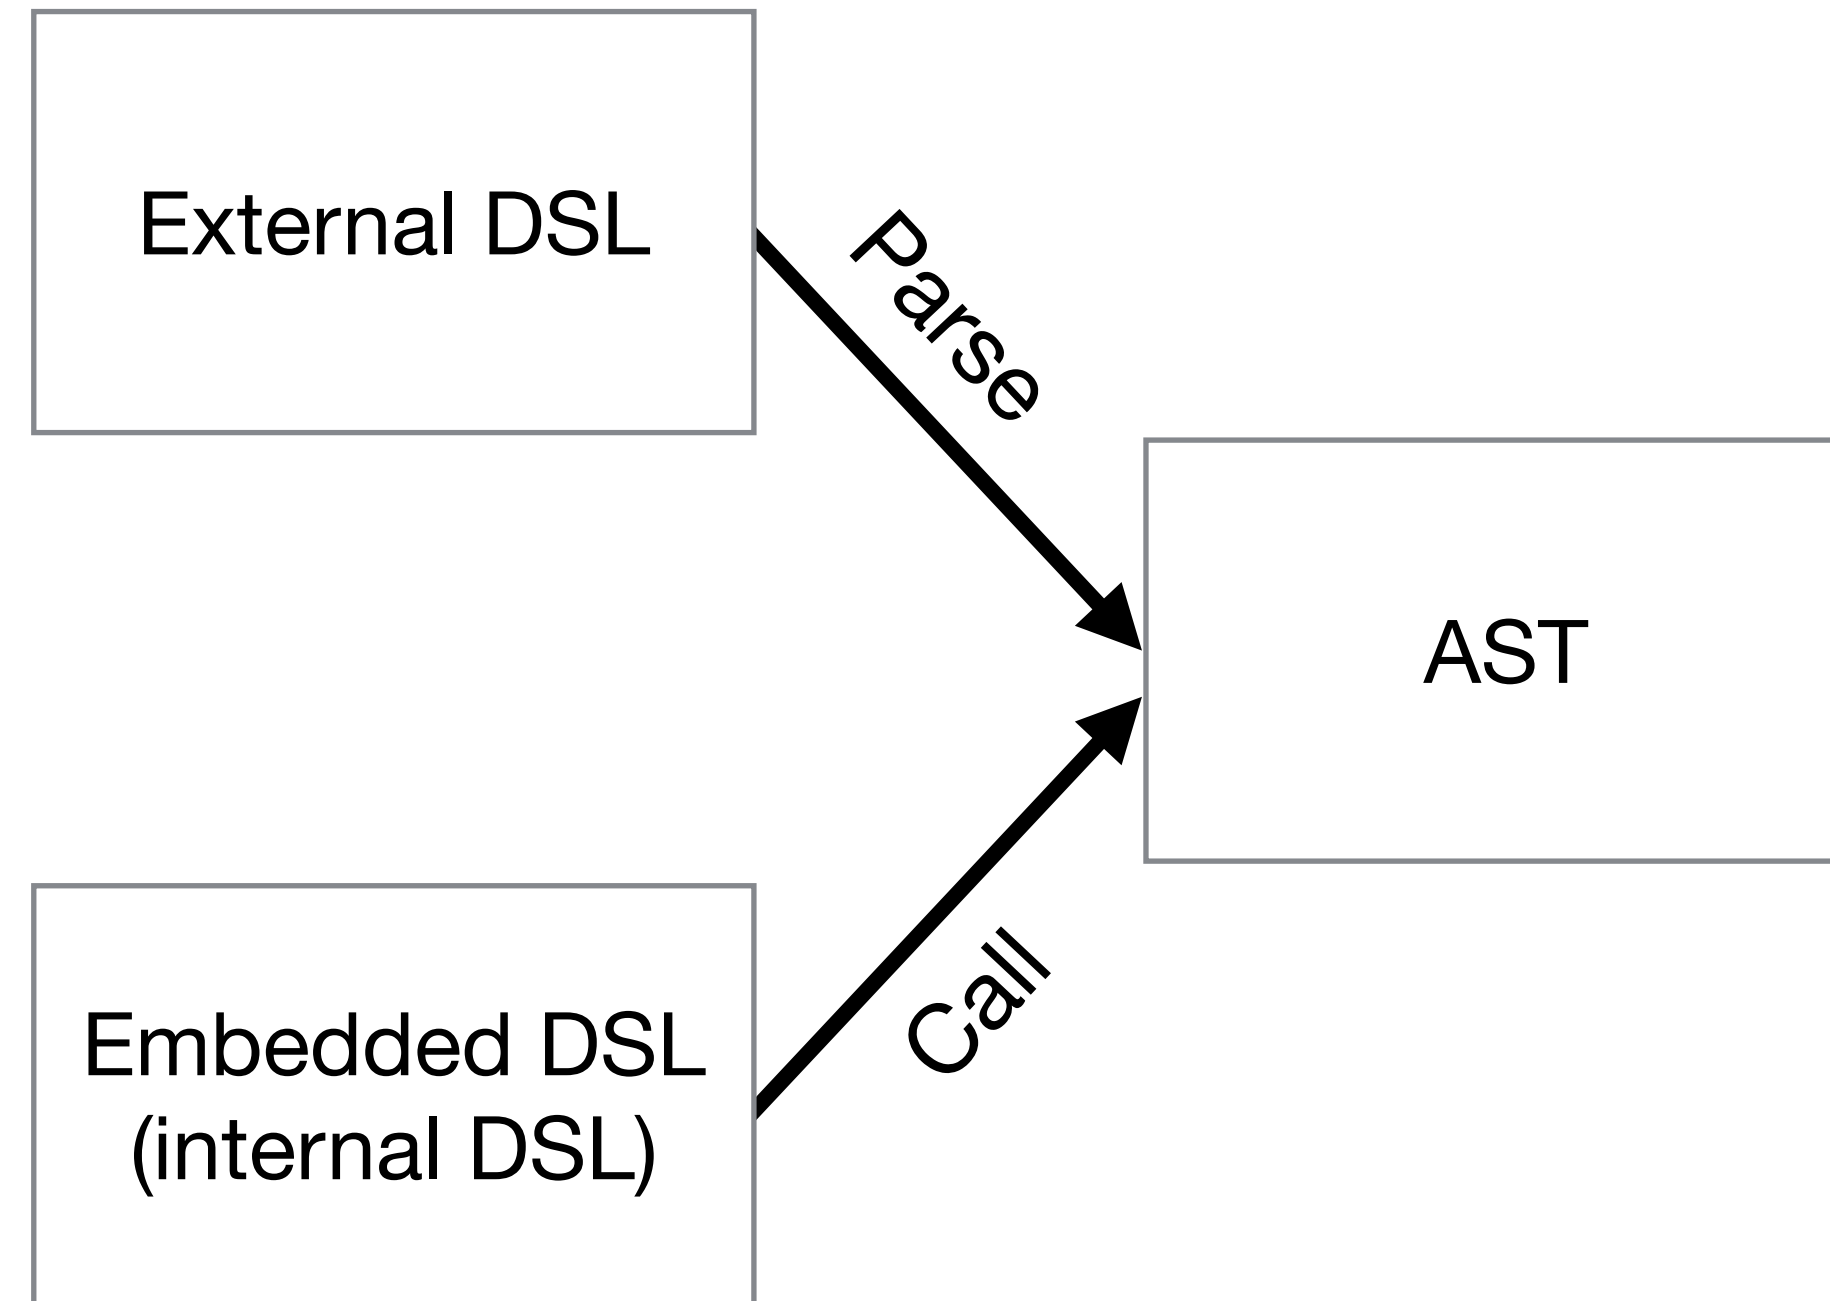 External DSL
Parse
AST
Embedded DSL
(internal DSL)
Call